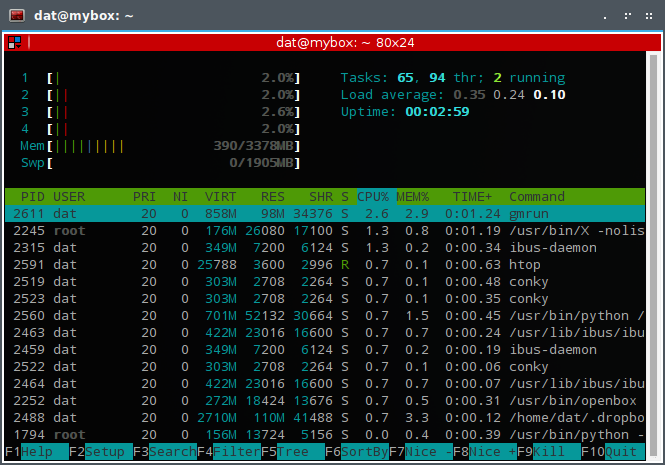 dat@mybox: ~
dat@mybox: ~ 80x24
1 [| 2.0%] Tasks: 65, 94 thr; 2 running
2 [|| 2.0%] Load average: 0.35 0.24 0.10
3 [|| 2.6%] Uptime: 00:02:59
4 [|| 2.0%]
Mem[||||||||| 390/3378MB]
Swp[ 0/1905MB]
PID USER PRI NI VIRT RES SHR S CPU% MEM% TIME+ Command
2611 dat 20 0 858M 98M 34376 S 2.6 2.9 0:01.24 gmrun
2245 root 20 0 176M 26080 17100 S 1.3 0.8 0:01.19 /usr/bin/X -nolis
2315 dat 20 0 349M 7200 6124 S 1.3 0.2 0:00.34 ibus-daemon
2591 dat 20 0 25788 3600 2996 R 0.7 0.1 0:00.63 htop
2519 dat 20 0 303M 2708 2264 S 0.7 0.1 0:00.48 conky
2523 dat 20 0 303M 2708 2264 S 0.7 0.1 0:00.35 conky
2560 dat 20 0 701M 52132 30664 S 0.7 1.5 0:00.45 /usr/bin/python /
2463 dat 20 0 422M 23016 16600 S 0.7 0.7 0:00.24 /usr/lib/ibus/ibu
2459 dat 20 0 349M 7200 6124 S 0.7 0.2 0:00.19 ibus-daemon
2522 dat 20 0 303M 2708 2264 S 0.7 0.1 0:00.06 conky
2464 dat 20 0 422M 23016 16600 S 0.7 0.7 0:00.07 /usr/lib/ibus/ibu
2252 dat 20 0 272M 18424 13676 S 0.7 0.5 0:00.31 /usr/bin/openbox
2488 dat 20 0 2710M 110M 41488 S 0.7 3.3 0:00.12 /home/dat/.dropbo
1794 root 20 0 156M 13724 5156 S 0.0 0.4 0:00.39 /usr/bin/python -
F1Help F2Setup F3SearchF4FilterF5Tree F6SortByF7Nice -F8Nice +F9Kill F10Quit